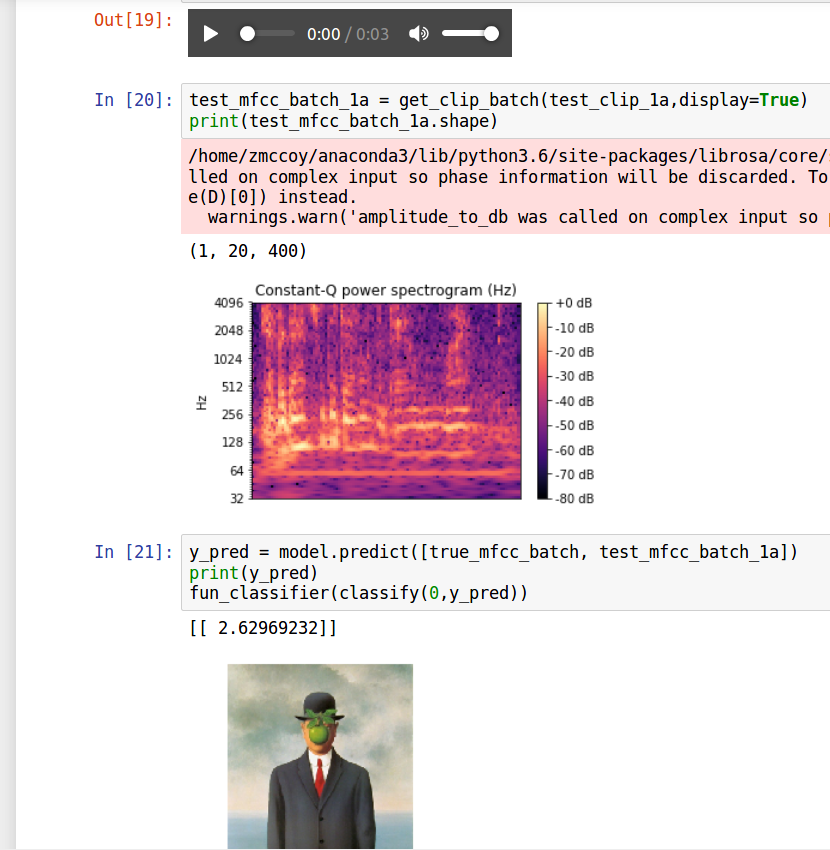 Out[19]:
0:00 / 0:03
In [20]:
test_mfcc_batch_1a = get_clip_batch(test_clip_1a,display=True)
print(test_mfcc_batch_1a.shape)
/home/zmccoy/anaconda3/lib/python3.6/site-packages/librosa/core/
lled on complex input so phase information will be discarded. To
e(D)[0]) instead.
warnings.warn('amplitude_to_db was called on complex input so
(1, 20, 400)
Constant-Q power spectrogram (Hz)
4096
2048
1024
512
256
128
64
32
Hz
+0 dB
-10 dB
-20 dB
-30 dB
-40 dB
-50 dB
-60 dB
-70 dB
-80 dB
In [21]:
y_pred = model.predict([true_mfcc_batch, test_mfcc_batch_1a])
print(y_pred)
fun_classifier(classify(0,y_pred))
[[ 2.62969232]]